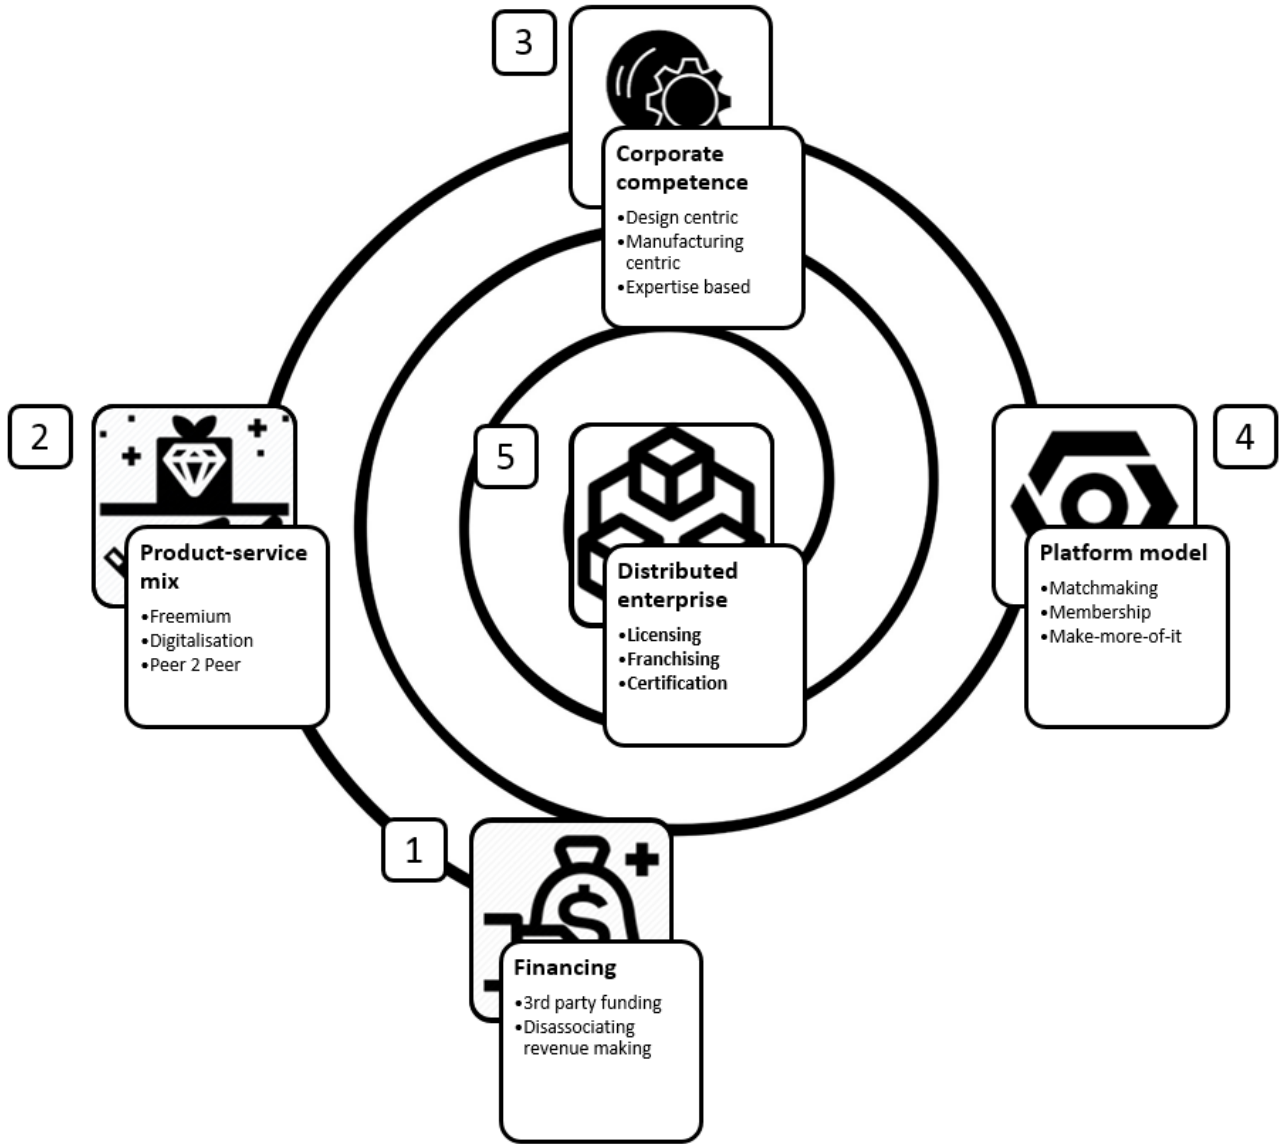 3
Corporate
competence
•Design centric
•Manufacturing
centric
•Expertise based
2
Product-service
mix
•Freemium
•Digitalisation
•Peer 2 Peer
5
Distributed
enterprise
•Licensing
•Franchising
•Certification
4
Platform model
•Matchmaking
•Membership
•Make-more-of-it
1
$
Financing
•3rd party funding
•Disassociating
revenue making